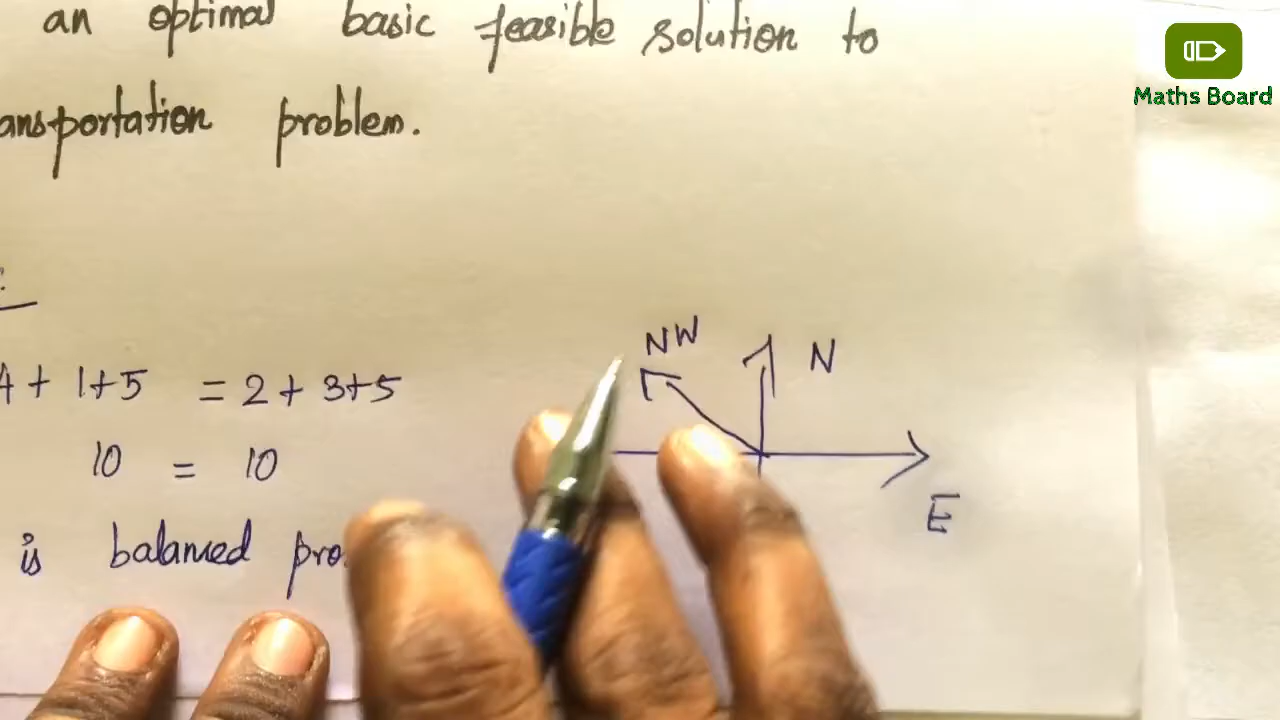 an optimal basic feasible solution to
ansportation problem.
4 + 1+5 = 2 + 3+5
10 = 10
is balanced pro
NW
N
E
Maths Board